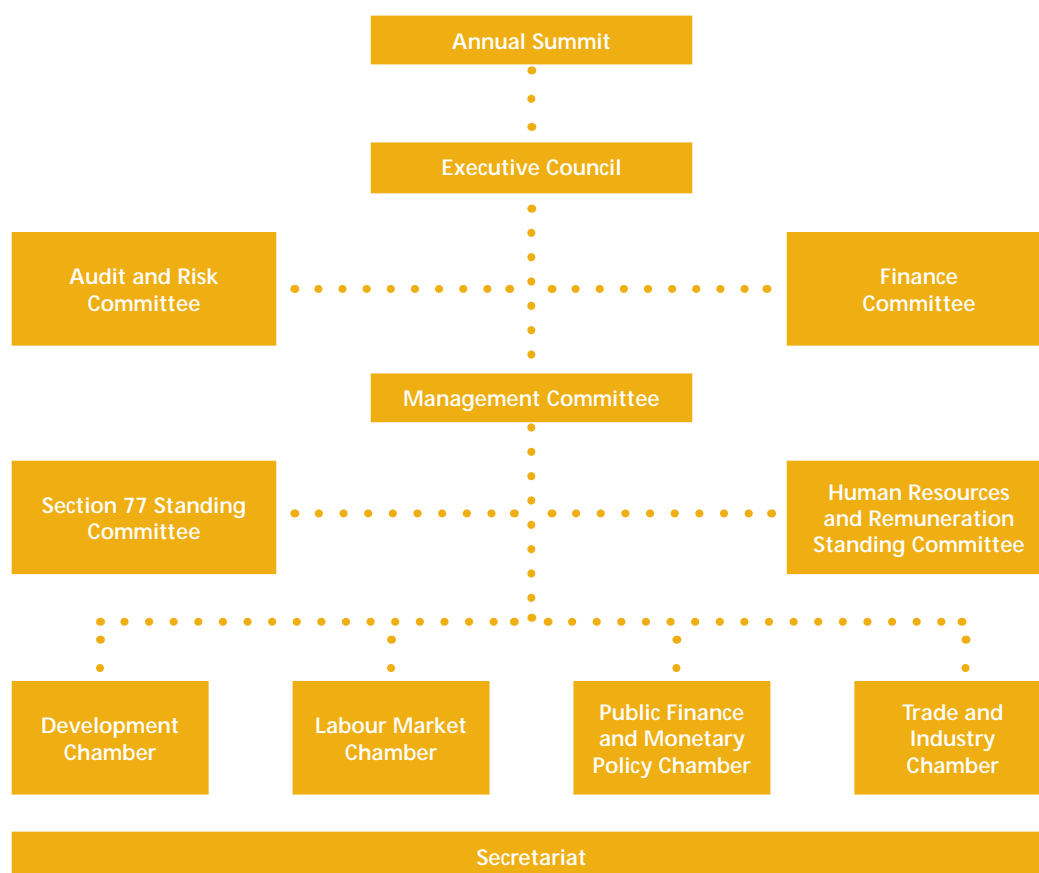 Annual Summit
Executive Council
Audit and Risk
Committee
Finance
Committee
Management Committee
Section 77 Standing
Committee
Human Resources
and Remuneration
Standing Committee
Development
Chamber
Labour Market
Chamber
Public Finance
and Monetary
Policy Chamber
Trade and
Industry
Chamber
Secretariat